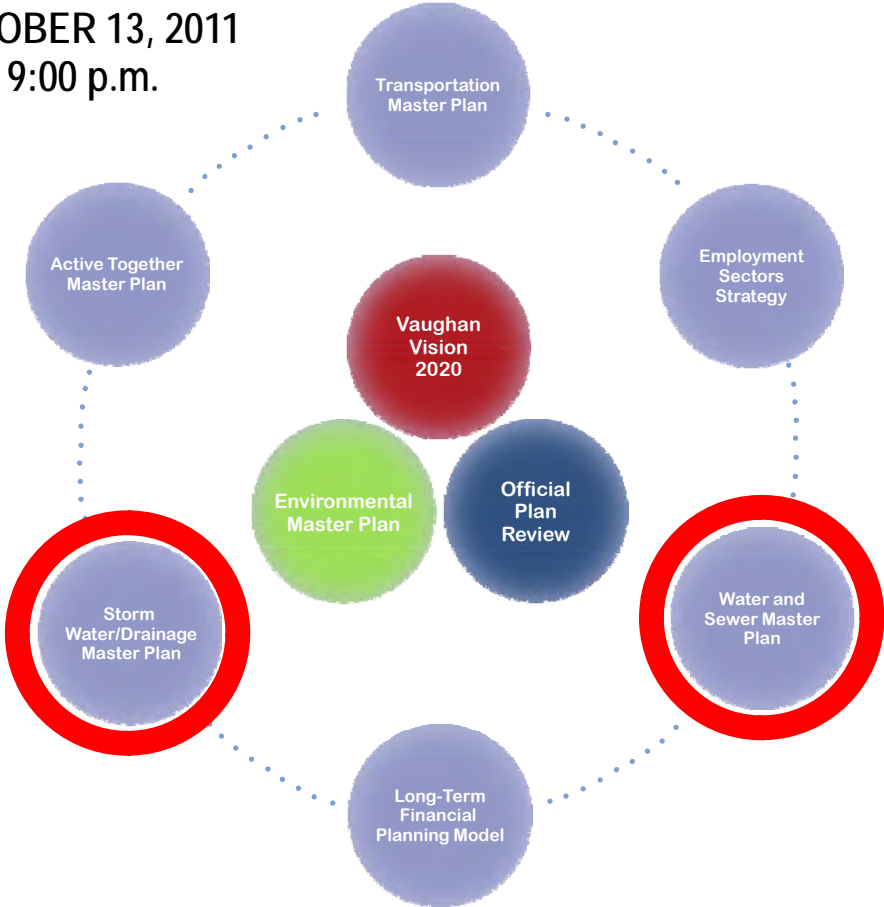 OBER 13, 2011
9:00 p.m.
Transportation
Master Plan
Active Together
Master Plan
Employment
Sectors
Strategy
Vaughan
Vision
2020
Environmental
Master Plan
Official
Plan
Review
Storm
Water/Drainage
Master Plan
Water and
Sewer Master
Plan
Long-Term
Financial
Planning Model